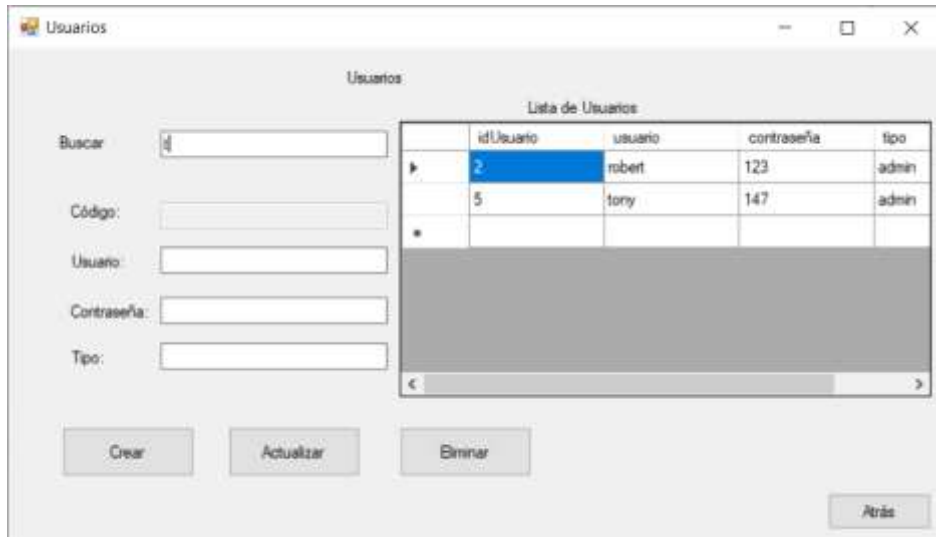 Usuarios
Usuarios
Lista de Usuarios
Buscar
idUsuario usuario contraseña tipo
2 robert 123 admin
5 tony 147 admin
Código:
Usuario:
Contraseña:
Tipo:
Crear Actualizar Eliminar
Atrás